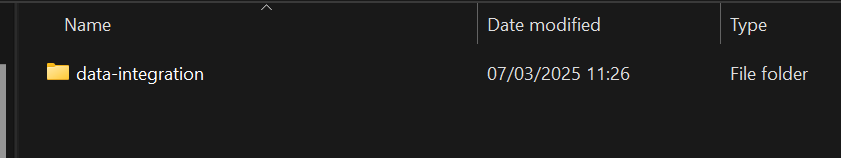 Name Date modified Type
data-integration 07/03/2025 11:26 File folder